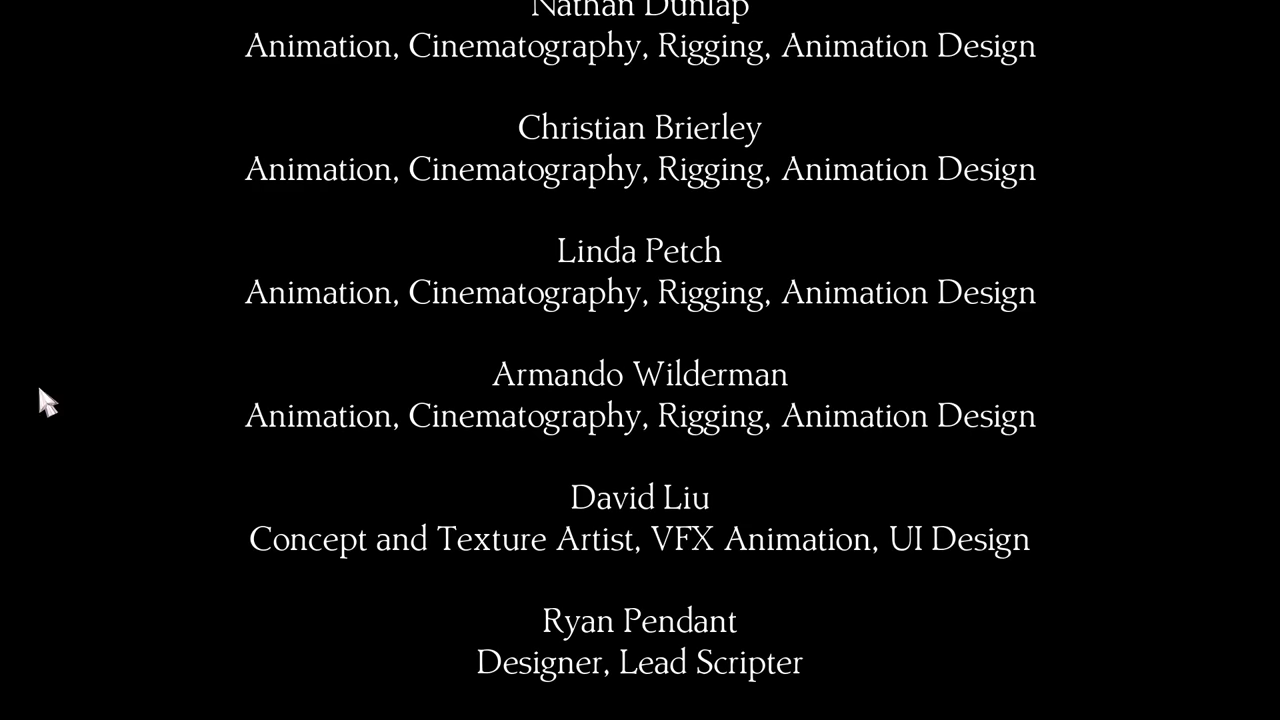 Nathan Dunlap
Animation, Cinematography, Rigging, Animation Design
Christian Brierley
Animation, Cinematography, Rigging, Animation Design
Linda Petch
Animation, Cinematography, Rigging, Animation Design
Armando Wilderman
Animation, Cinematography, Rigging, Animation Design
David Liu
Concept and Texture Artist, VFX Animation, UI Design
Ryan Pendant
Designer, Lead Scripter